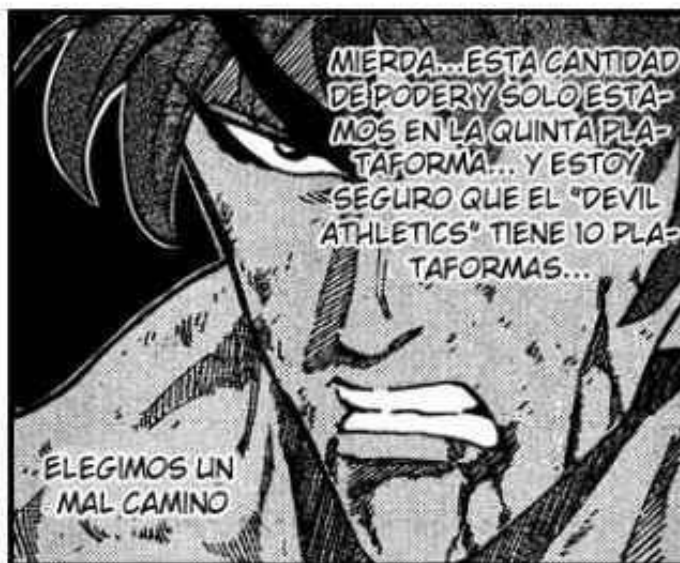 MIERDA...ESTA CANTIDAD
DE PODER Y SOLO ESTA-
MOS EN LA QUINTA PLA-
TAFORMA... Y ESTOY
SEGURO QUE EL "DEVIL
ATHLETICS" TIENE 10 PLA-
TAFORMAS...
ELEGIMOS UN
MAL CAMINO